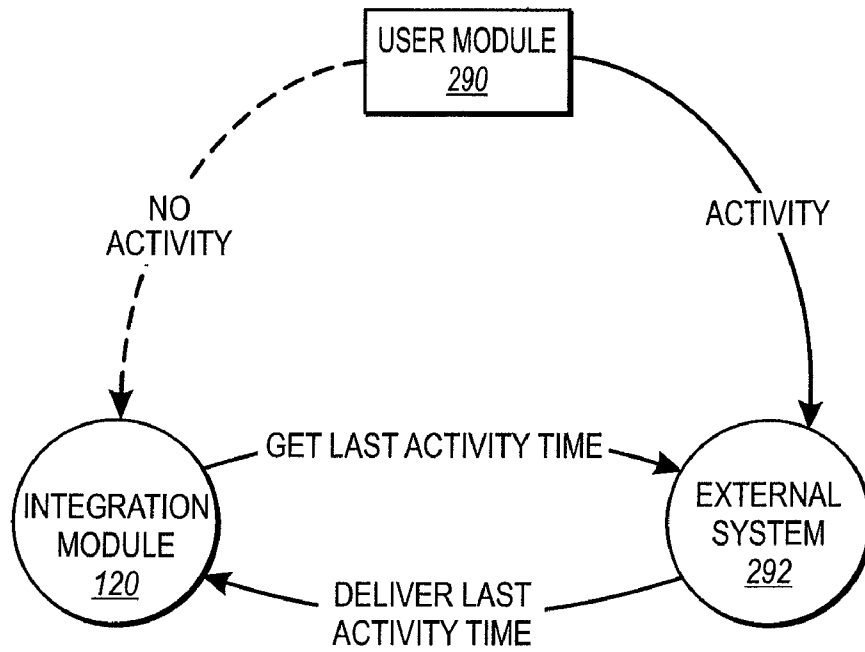 USER MODULE
290
NO
ACTIVITY
ACTIVITY
GET LAST ACTIVITY TIME
INTEGRATION
MODULE
120
EXTERNAL
SYSTEM
292
DELIVER LAST
ACTIVITY TIME